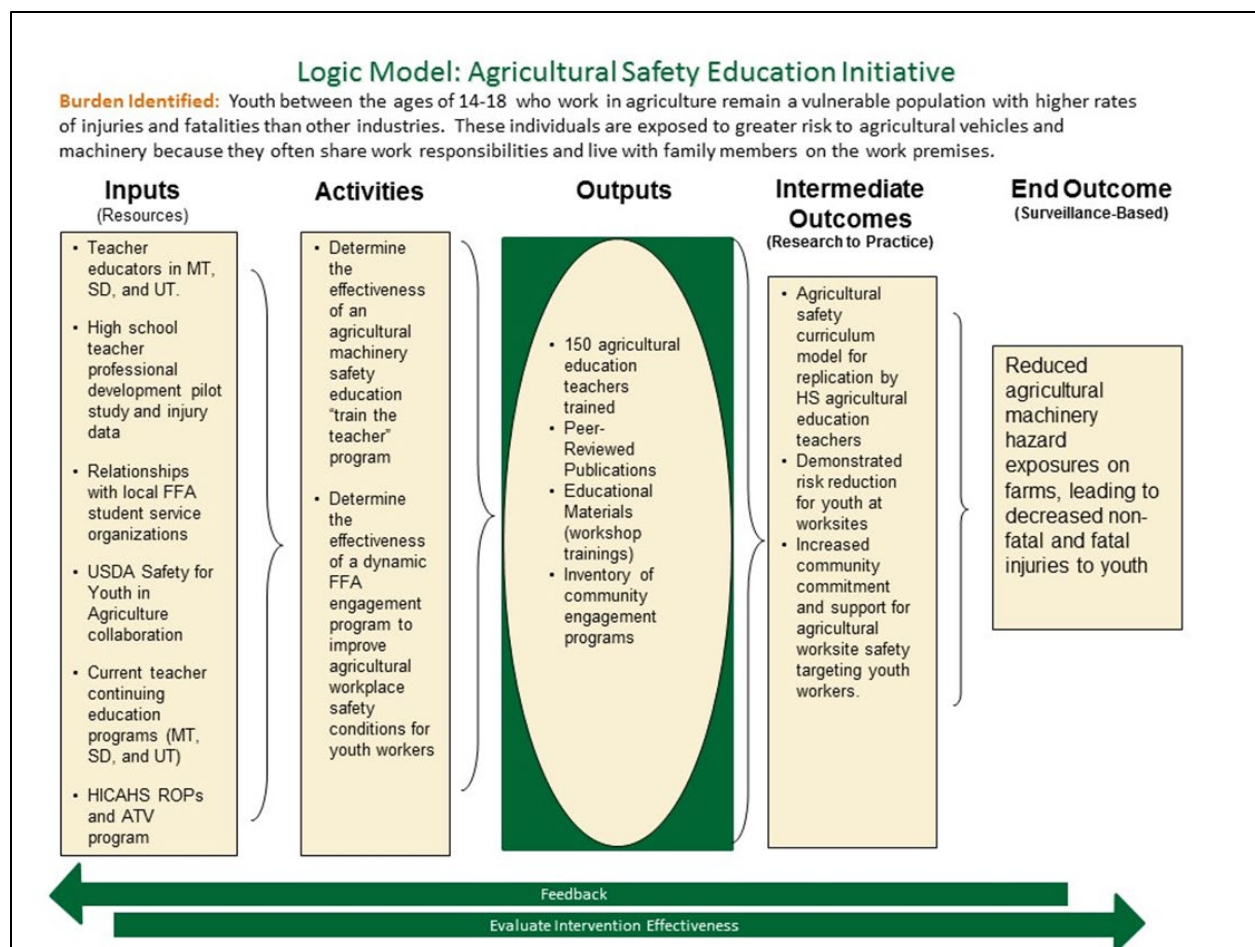 Logic Model: Agricultural Safety Education Initiative
Burden Identified: Youth between the ages of 14-18 who work in agriculture remain a vulnerable population with higher rates
of injuries and fatalities than other industries. These individuals are exposed to greater risk to agricultural vehicles and
machinery because they often share work responsibilities and live with family members on the work premises.
Inputs
(Resources)
• Teacher
educators in MT,
SD, and UT.
• High school
teacher
professional
development pilot
study and injury
data
• Relationships
with local FFA
student service
organizations
• USDA Safety for
Youth in
Agriculture
collaboration
• Current teacher
continuing
education
programs (MT,
SD, and UT)
• HICAHS ROPs
and ATV
program
Activities
• Determine
the
effectiveness
of an
agricultural
machinery
safety
education
“train the
teacher”
program
• Determine
the
effectiveness
of a dynamic
FFA
engagement
program to
improve
agricultural
workplace
safety
conditions for
youth workers
Outputs
• 150 agricultural
education
teachers
trained
• Peer-
Reviewed
Publications
• Educational
Materials
(workshop
trainings)
• Inventory of
community
engagement
programs
Intermediate
Outcomes
(Research to Practice)
• Agricultural
safety
curriculum
model for
replication by
HS agricultural
education
teachers
• Demonstrated
risk reduction
for youth at
worksites
• Increased
community
commitment
and support for
agricultural
worksite safety
targeting youth
workers.
End Outcome
(Surveillance-Based)
Reduced
agricultural
machinery
hazard
exposures on
farms, leading to
decreased non-
fatal and fatal
injuries to youth
Feedback
Evaluate Intervention Effectiveness